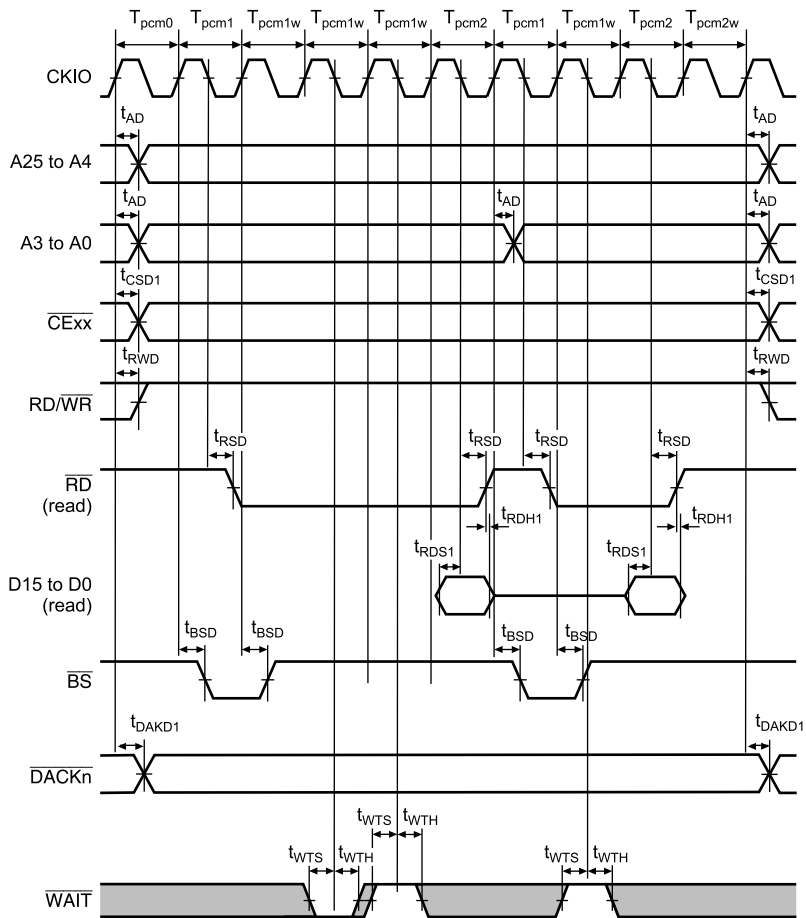 Tpcm0 Tpcm1 Tpcm1w Tpcm1w Tpcm1w Tpcm2 Tpcm1 Tpcm1w Tpcm2 Tpcm2w
CKIO
tAD tAD
A25 to A4
tAD tAD tAD
A3 to A0
tCSD1 tCSD1
CExx
tRWD tRWD
RD/WR
tRSD tRSD tRSD tRSD
RD
(read)
tRDH1 tRDH1
tRDS1 tRDS1
D15 to D0
(read)
tBSD tBSD tBSD tBSD
BS
tDAKD1 tDAKD1
DACKn
tWTS tWTH
tWTS tWTH tWTS tWTH
WAIT